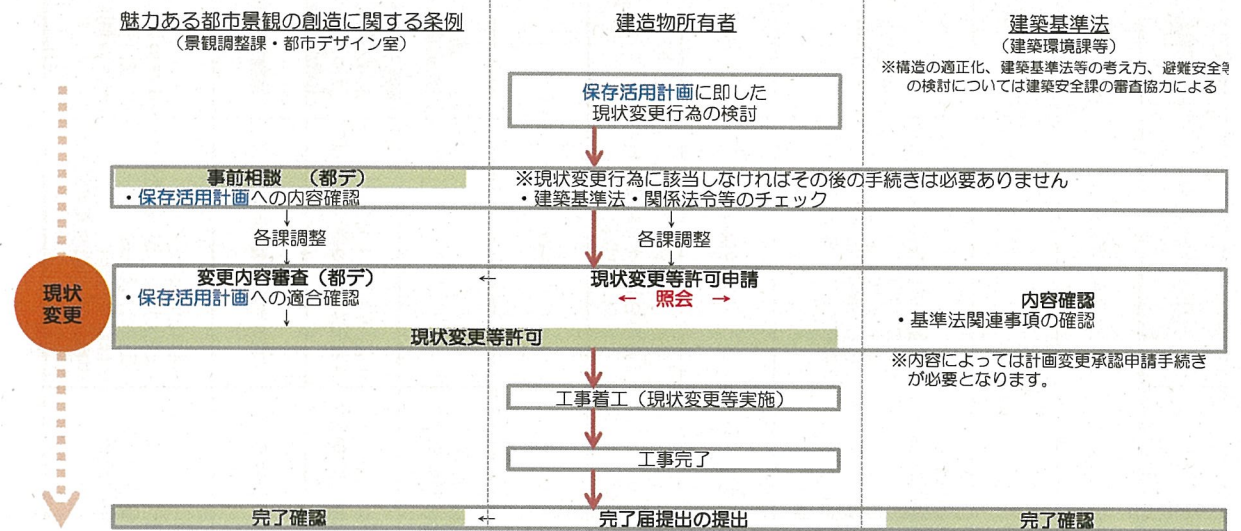 魅力ある都市景観の創造に関する条例
（景観調整課・都市デザイン室）
建造物所有者
建築基準法
（建築環境課等）
※構造の適正化、建築基準法等の考え方、避難安全等
の検討については建築安全課の審査協力による
保存活用計画に即した
現状変更行為の検討
事前相談　（都デ）
・保存活用計画への内容確認
※現状変更行為に該当しなければその後の手続きは必要ありません
・建築基準法・関係法令等のチェック
↓
各課調整
↓
↓
各課調整
↓
現状
変更
変更内容審査（都デ）
・保存活用計画への適合確認
↓
←
現状変更等許可申請
←　照会　→
内容確認
・基準法関連事項の確認
現状変更等許可
※内容によっては計画変更承認申請手続き
が必要となります。
工事着工（現状変更等実施）
工事完了
完了確認
←
完了届提出の提出
完了確認